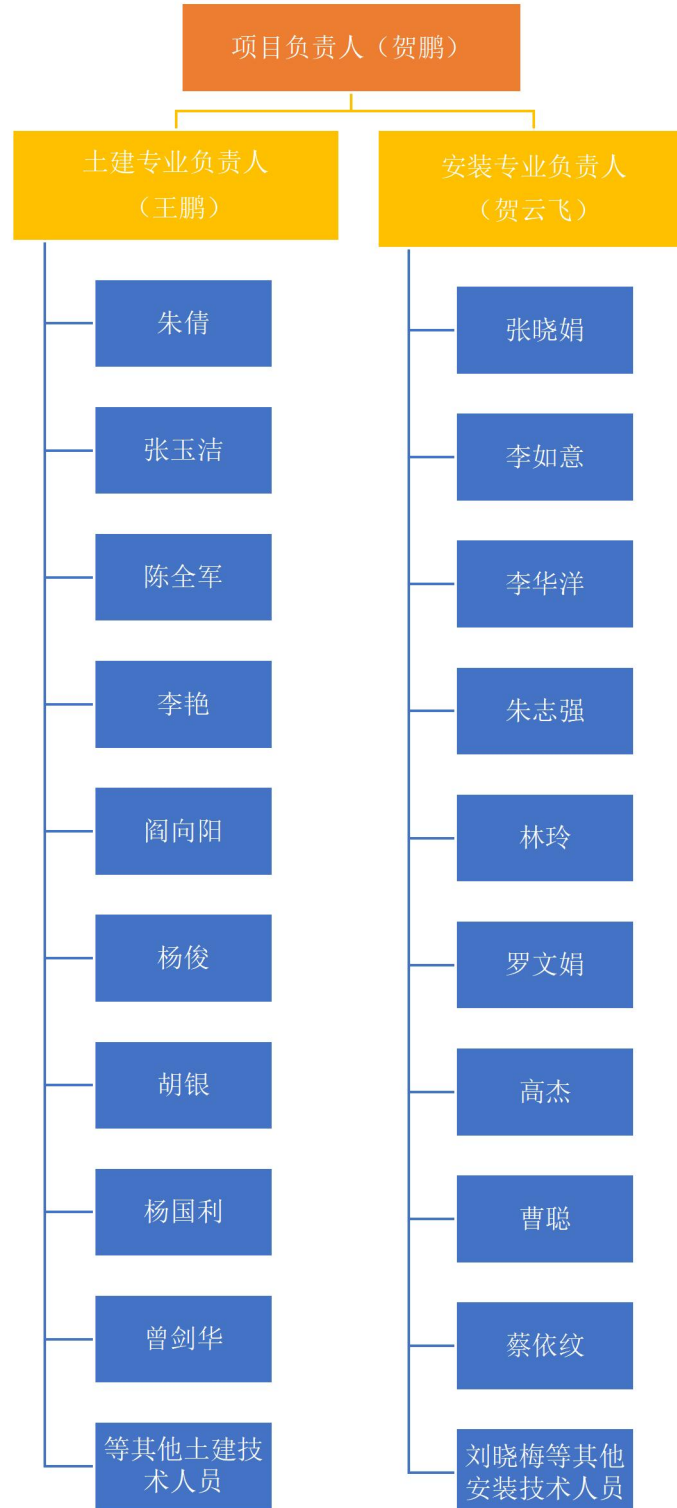 项目负责人（贺鹏）
土建专业负责人
（王鹏）
朱倩
张玉洁
陈全军
李艳
阎向阳
杨俊
胡银
杨国利
曾剑华
等其他土建技
术人员
安装专业负责人
（贺云飞）
张晓娟
李如意
李华洋
朱志强
林玲
罗文娟
高杰
曹聪
蔡依纹
刘晓梅等其他
安装技术人员